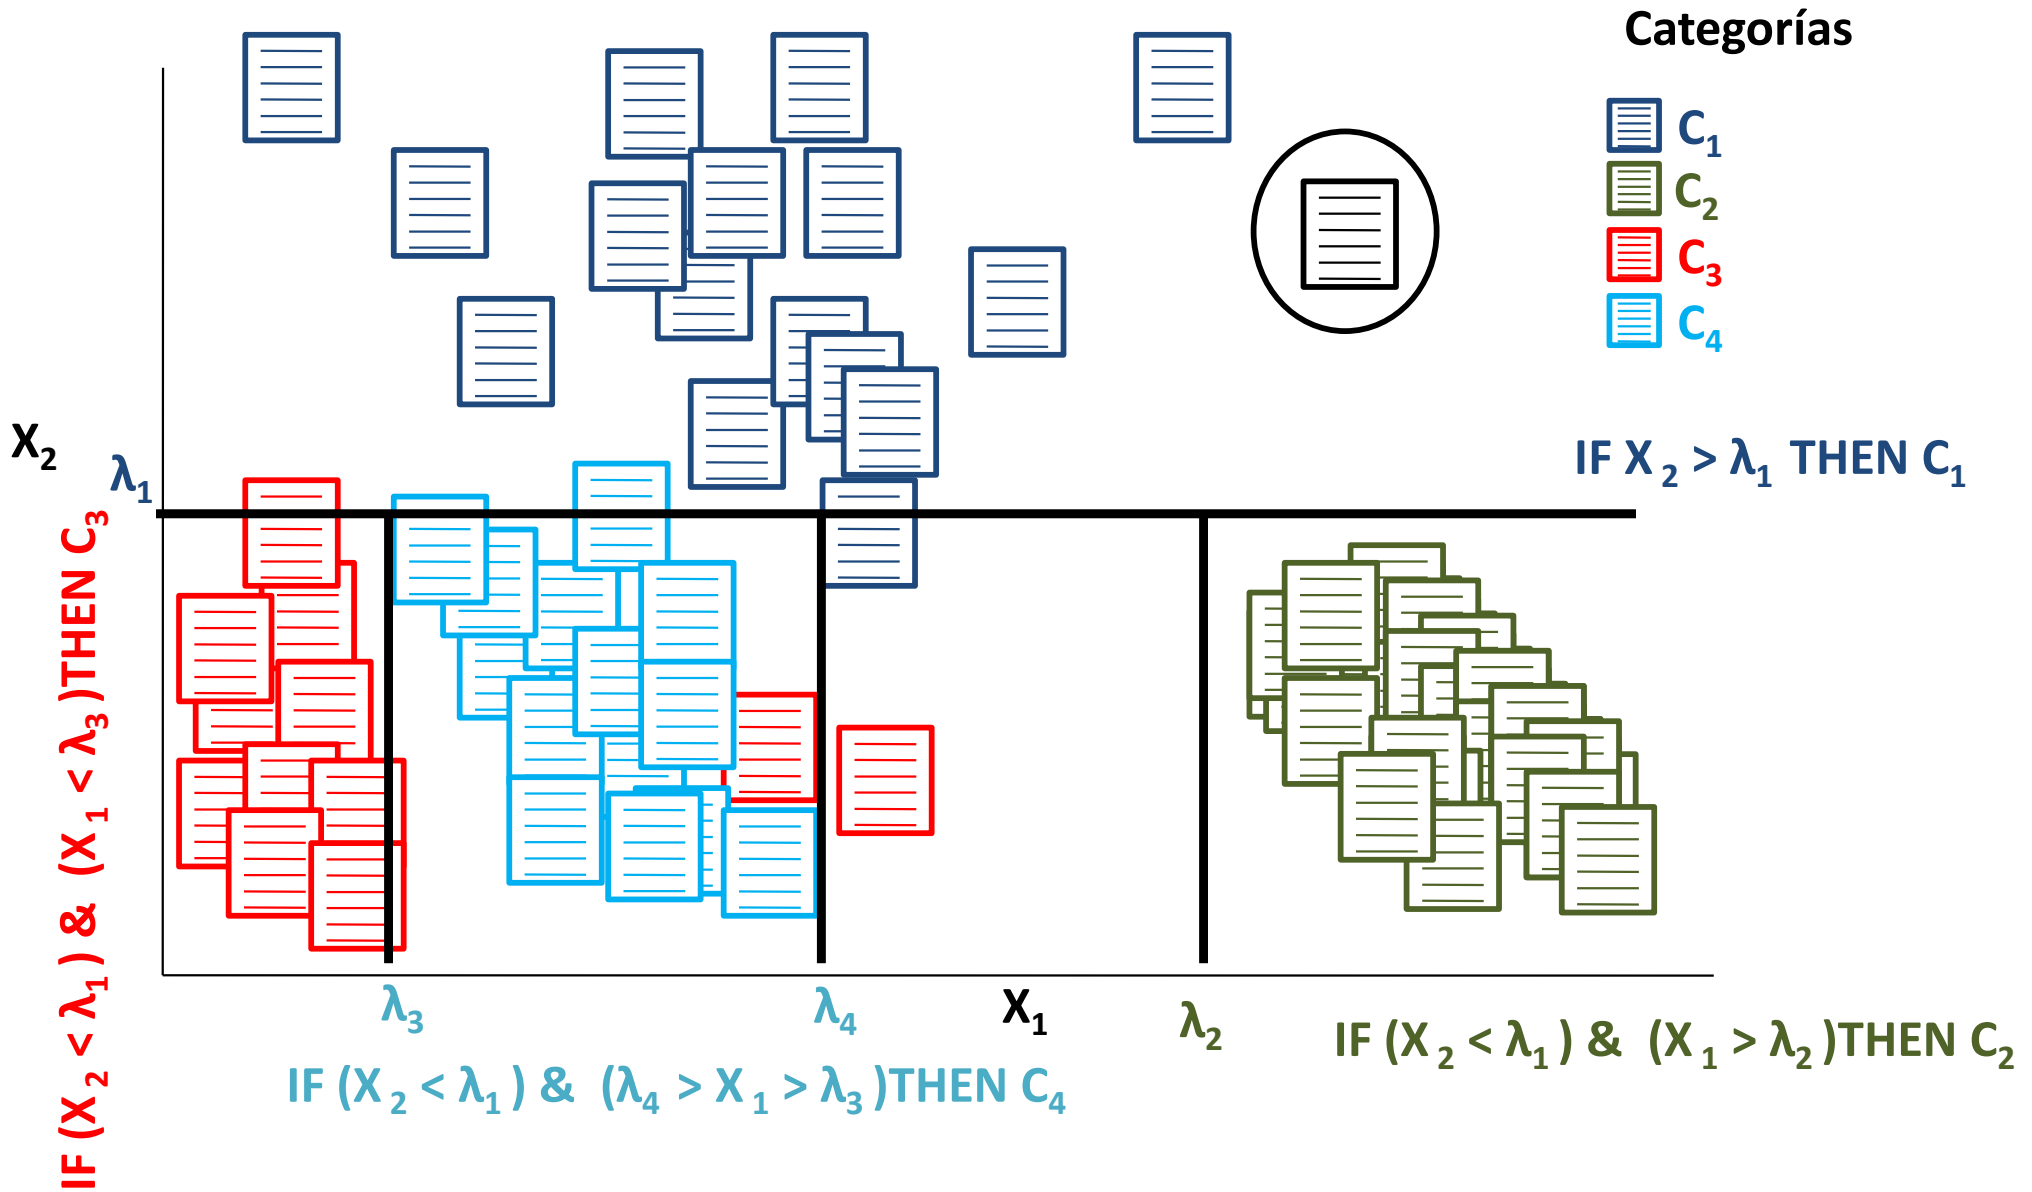 Categorías
C1
C2
C3
C4
X2
λ1
IF X2 > λ1 THEN C1
IF (X2 < λ1) & (X1 < λ3)THEN C3
λ3
λ4
X1
λ2
IF (X2 < λ1) & (X1 > λ2)THEN C2
IF (X2 < λ1) & (λ4 > X1 > λ3)THEN C4